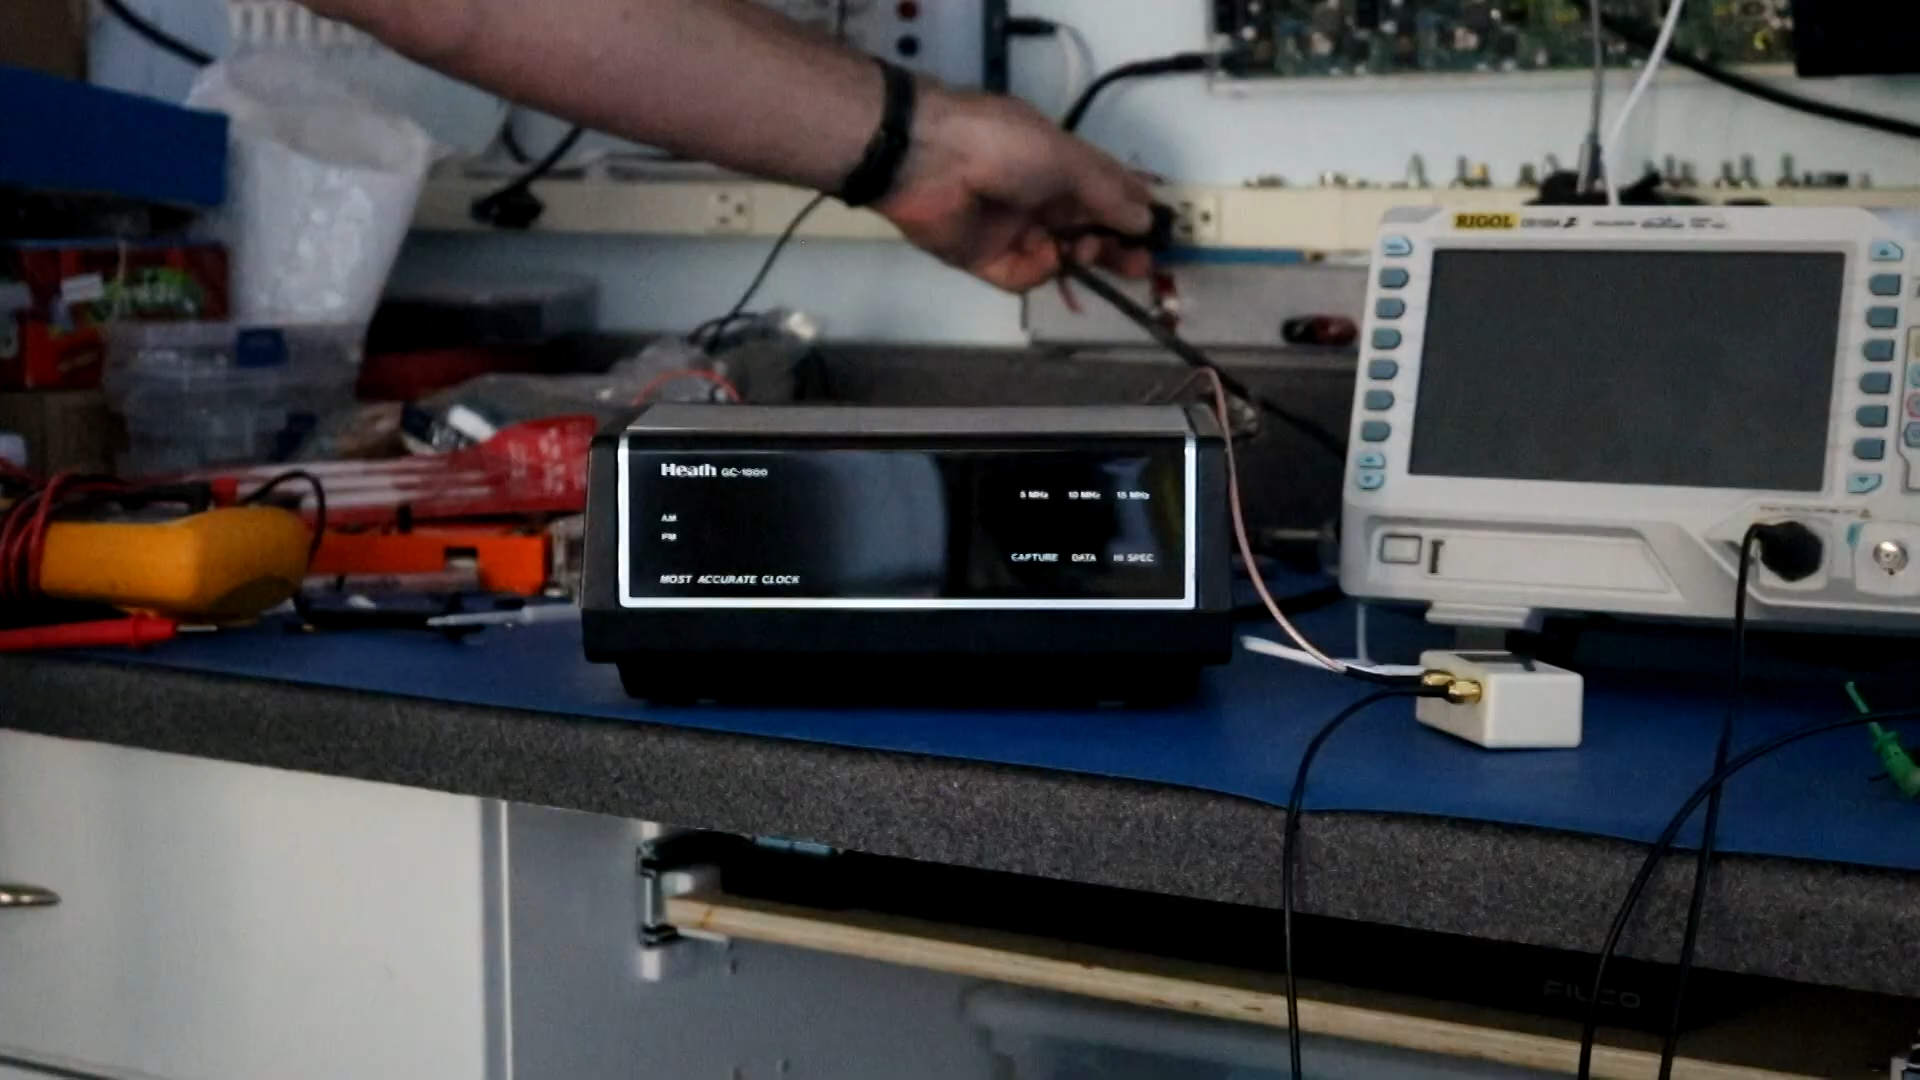 RIGOL
Heath GC-1000
5 MHz 10 MHz 15 MHz
AM
PM
CAPTURE DATA HI SPEC
MOST ACCURATE CLOCK
FILCO